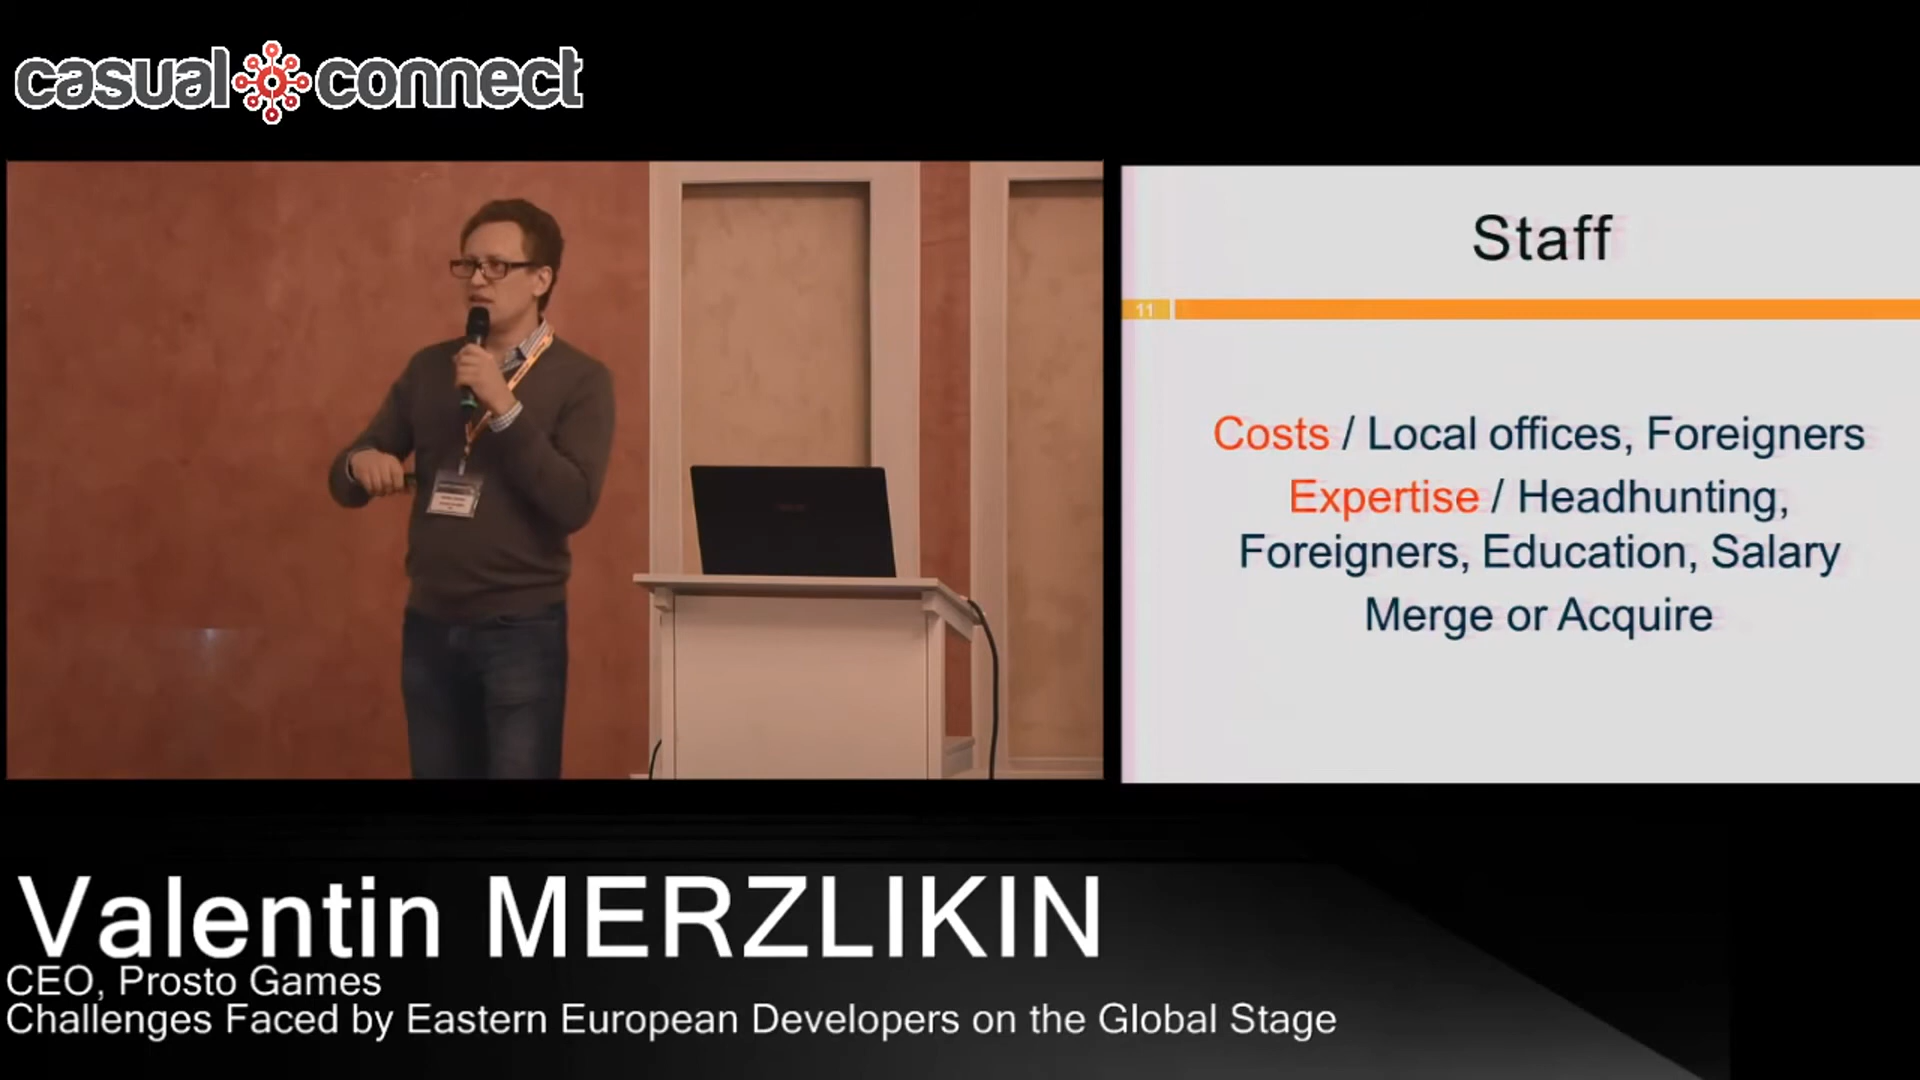 casual connect
Staff
11
Costs / Local offices, Foreigners
Expertise / Headhunting,
Foreigners, Education, Salary
Merge or Acquire
Valentin MERZLIKIN
CEO, Prosto Games
Challenges Faced by Eastern European Developers on the Global Stage